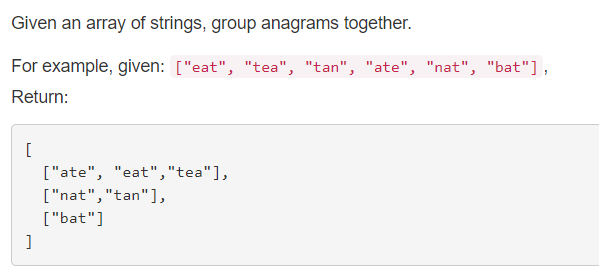 Given an array of strings, group anagrams together.
For example, given: ["eat", "tea", "tan", "ate", "nat", "bat"] ,
Return:
[
["ate", "eat","tea"],
["nat","tan"],
["bat"]
]